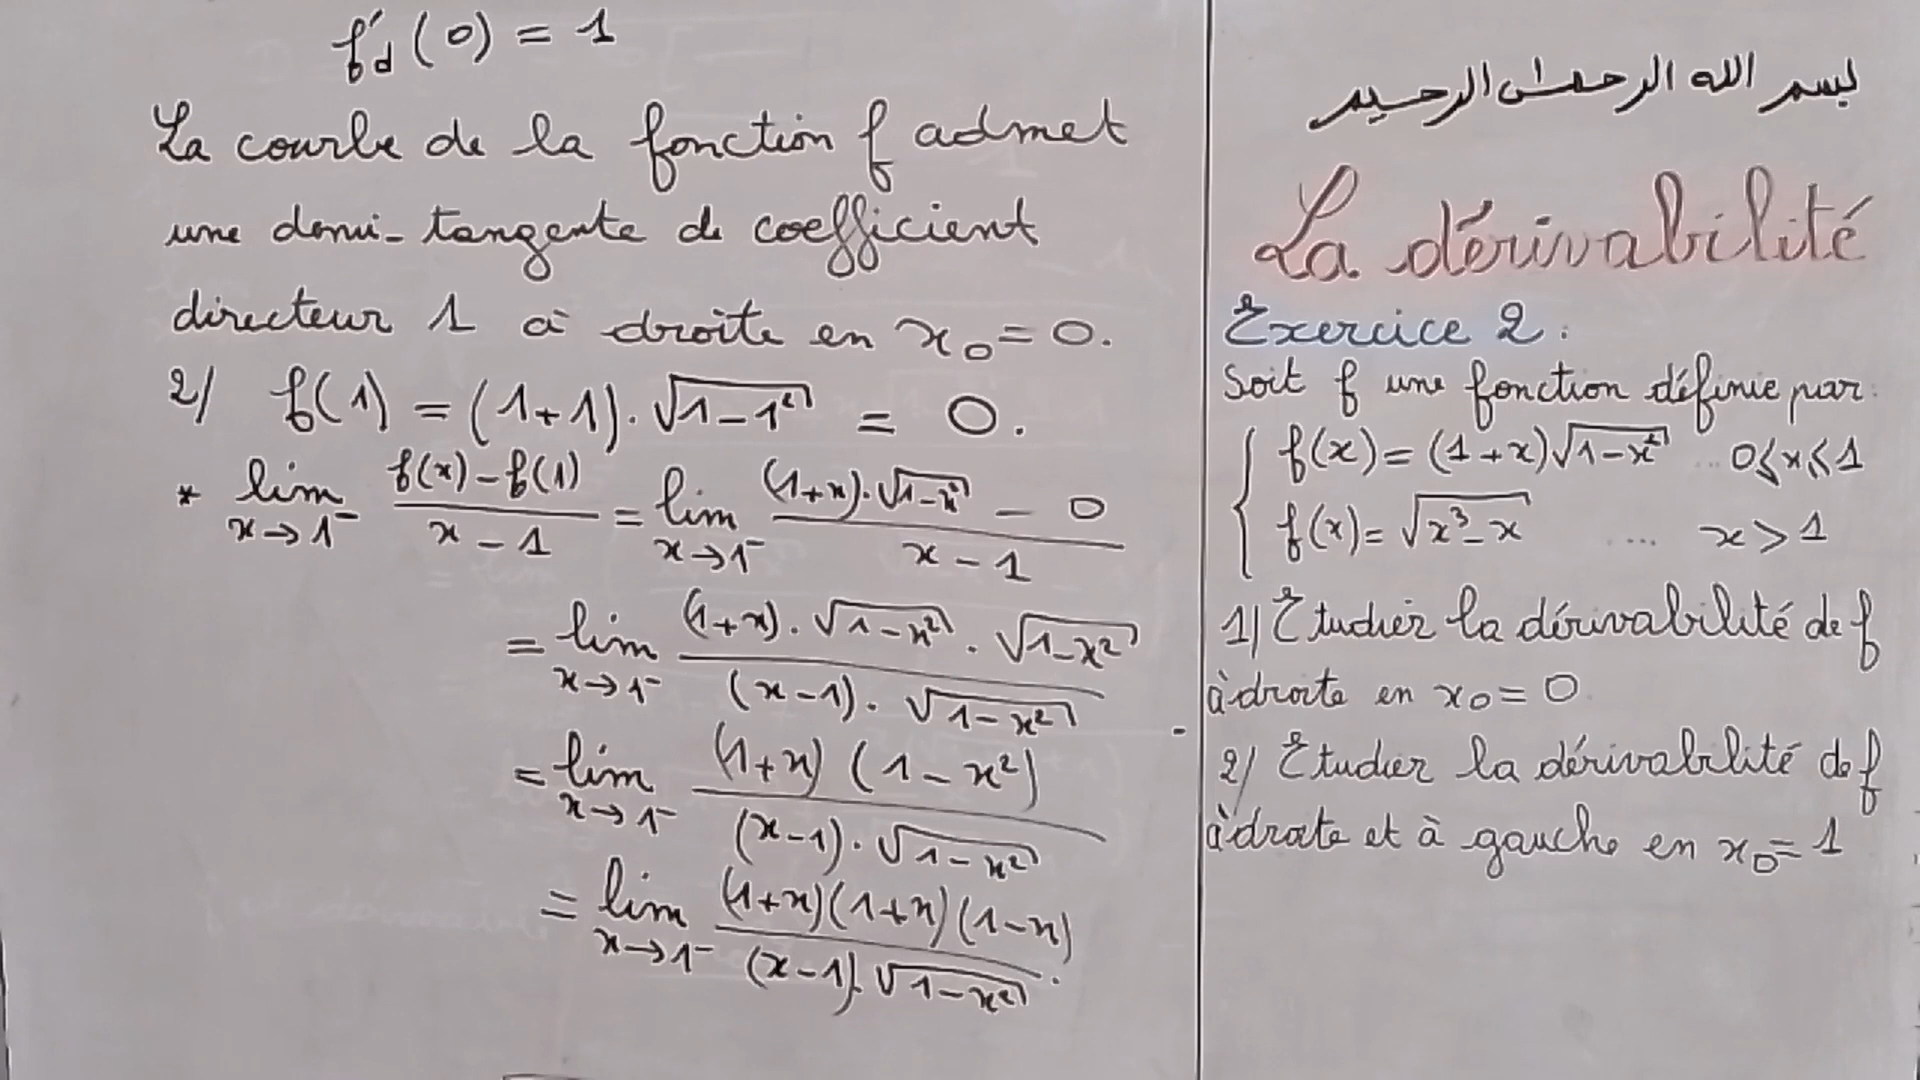 f'd(0) = 1
La courbe de la fonction f admet
une demi-tangente de coefficient
directeur 1 à droite en x₀ = 0.
2/ f(1) = (1+1).√(1-1²) = 0.
* lim x→1⁻ (f(x)-f(1))/(x-1) = lim x→1⁻ ((1+x).√(1-x²) - 0)/(x-1)
= lim x→1⁻ ((1+x).√(1-x²).√(1-x²))/((x-1).√(1-x²))
= lim x→1⁻ ((1+x)(1-x²))/((x-1).√(1-x²))
= lim x→1⁻ ((1+x)(1+x)(1-x))/((x-1).√(1-x²)).
بسم الله الرحمان الرحيم
La dérivabilité
Exercice 2:
Soit f une fonction définie par:
f(x) = (1+x)√(1-x²) .. 0≤x≤1
f(x) = √(x³-x) .... x > 1
1/ Etudier la dérivabilité de f
à droite en x₀ = 0
2/ Etudier la dérivabilité de f
à droite et à gauche en x₀ = 1